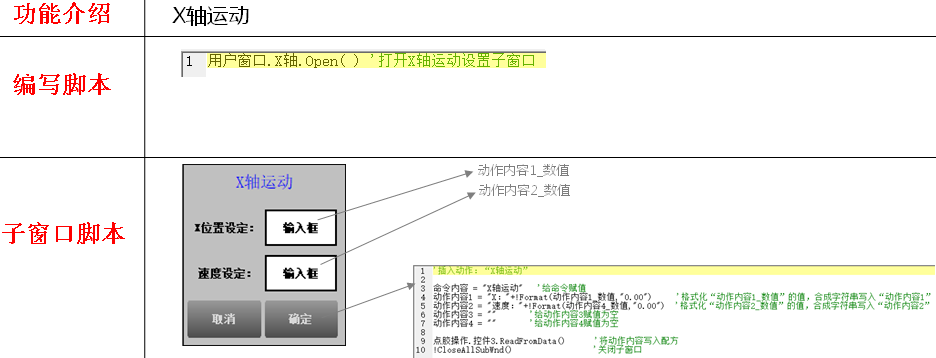 功能介绍
X轴运动
编写脚本
1 用户窗口.X轴.Open( ) '打开X轴运动设置子窗口
子窗口脚本
X轴运动
X位置设定：
输入框
速度设定：
输入框
取消
确定
动作内容1_数值
动作内容2_数值
1 '插入动作：“X轴运动”
2
3 命令内容 = "X轴运动" '给命令赋值
4 动作内容1 = "X："+!Format(动作内容1_数值,"0.00") '格式化“动作内容1_数值”的值，合成字符串写入“动作内容1”
5 动作内容2 = "速度："+!Format(动作内容4_数值,"0.00") '格式化“动作内容2_数值”的值，合成字符串写入“动作内容2”
6 动作内容3 = "" '给动作内容3赋值为空
7 动作内容4 = "" '给动作内容4赋值为空
8
9 点胶操作.控件3.ReadFromData() '将动作内容写入配方
10 !CloseAllSubWnd() '关闭子窗口